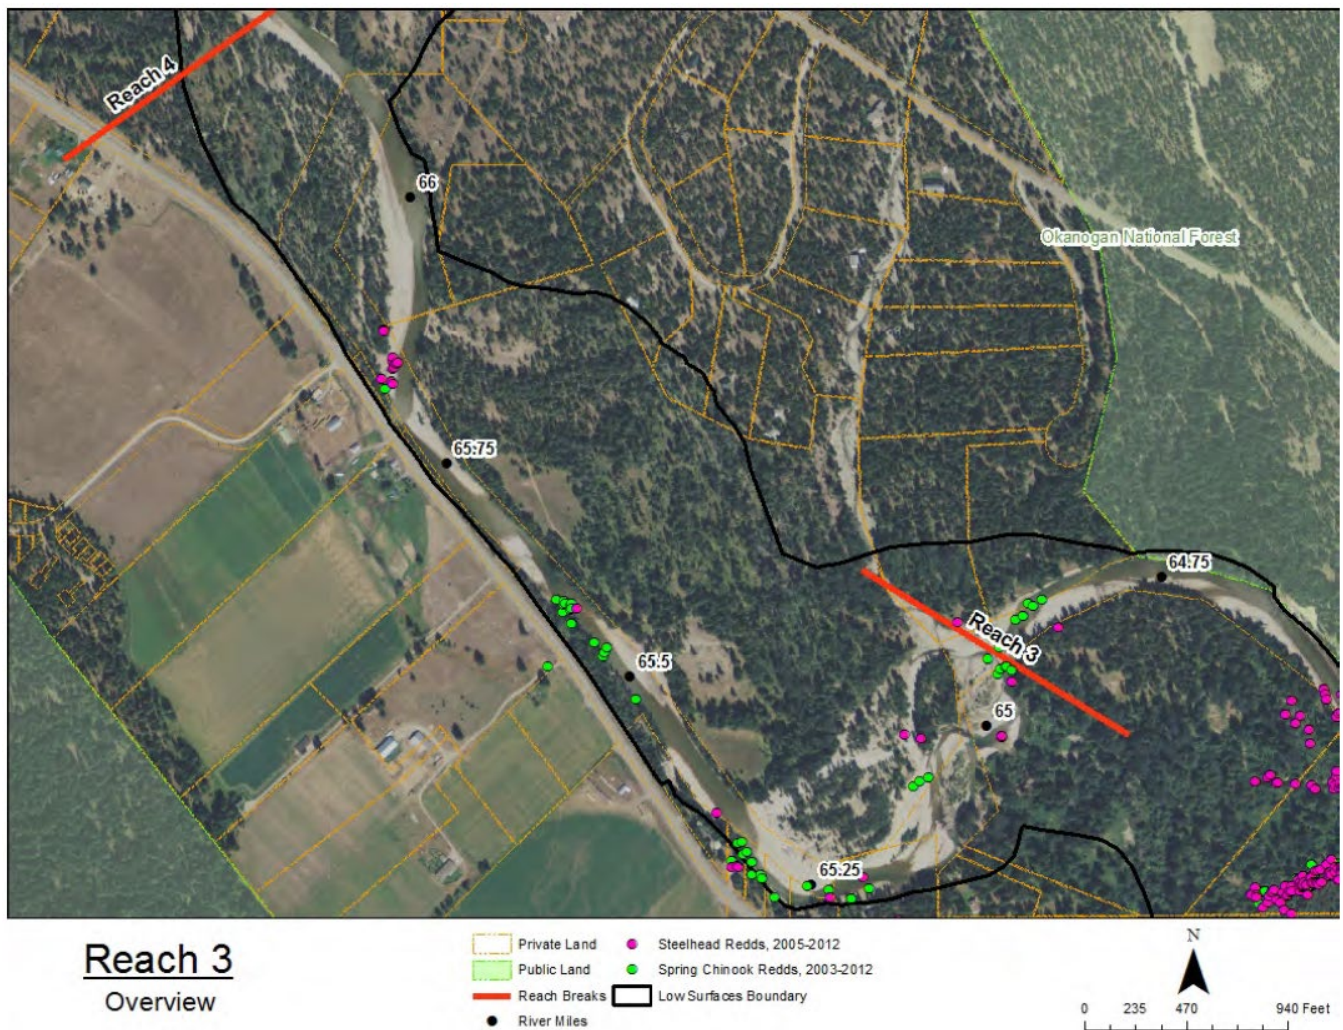 Reach 4
66
Okanogan National Forest
65.75
64.75
Reach 3
65.5
65
65.25
Reach 3
Overview
Private Land
Public Land
Reach Breaks
River Miles
Steelhead Redds, 2005-2012
Spring Chinook Redds, 2003-2012
Low Surfaces Boundary
N
0 235 470 940 Feet